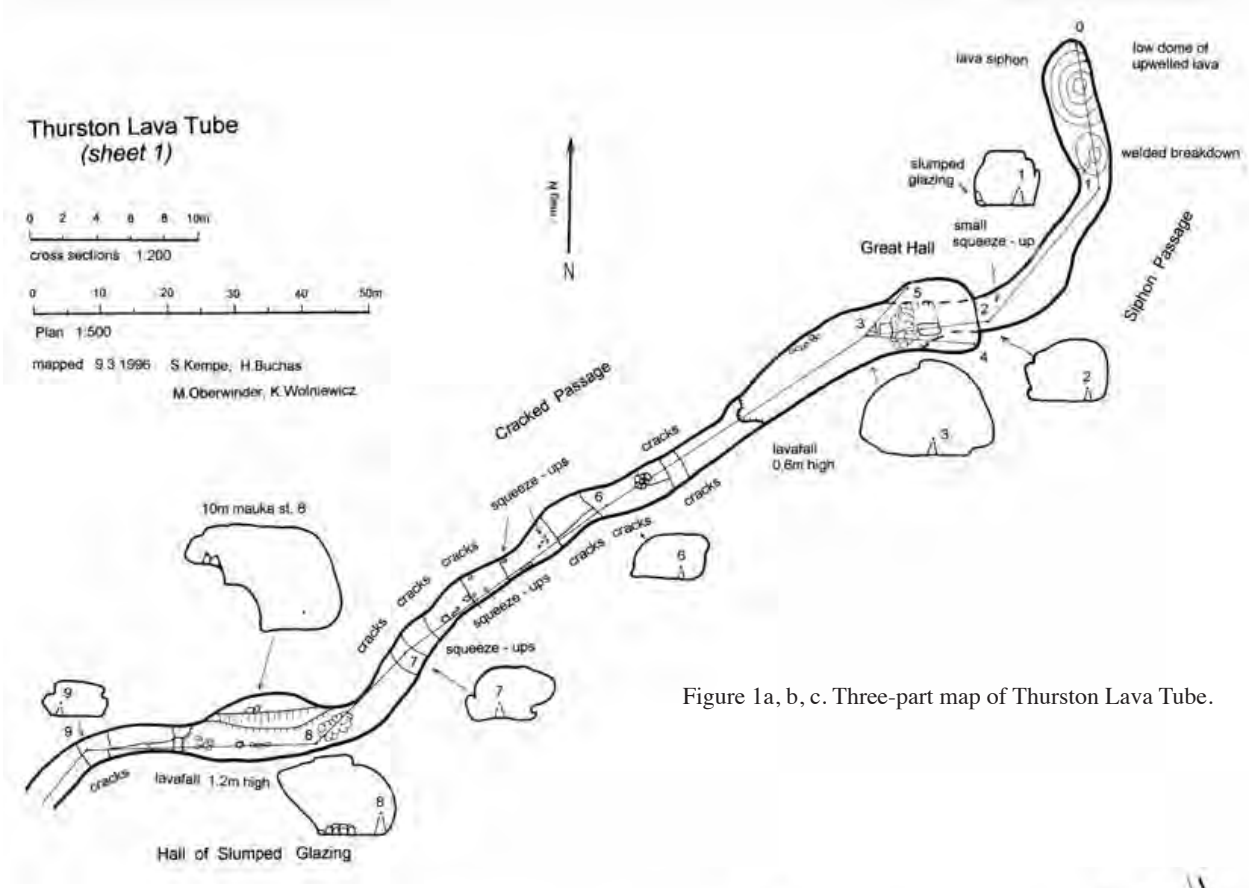 Thurston Lava Tube
(sheet 1)
0 2 4 6 8 10m
cross sections 1:200
0 10 20 30 40 50m
Plan 1:500
mapped 9.3 1996 S.Kempe, H.Buchas
M.Oberwinder, K.Wolniewicz
N
0
lava siphon
low dome of
upwelled lava
welded breakdown
1
slumped
glazing
1
small
squeeze - up
Great Hall
Siphon Passage
5
2
3
4
2
3
lavafall
0,6m high
Cracked Passage
cracks
cracks
squeeze - ups
6
cracks
cracks
6
cracks
cracks
cracks
squeeze - ups
squeeze - ups
7
7
10m mauka st. 8
8
8
9
9
cracks
lavafall 1.2m high
Hall of Slumped Glazing
Figure 1a, b, c. Three-part map of Thurston Lava Tube.